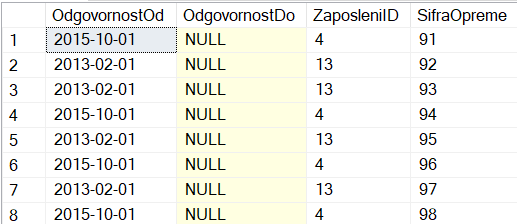 OdgovornostOd OdgovornostDo ZaposleniID SifraOpreme
1 2015-10-01 NULL 4 91
2 2013-02-01 NULL 13 92
3 2013-02-01 NULL 13 93
4 2015-10-01 NULL 4 94
5 2013-02-01 NULL 13 95
6 2015-10-01 NULL 4 96
7 2013-02-01 NULL 13 97
8 2015-10-01 NULL 4 98